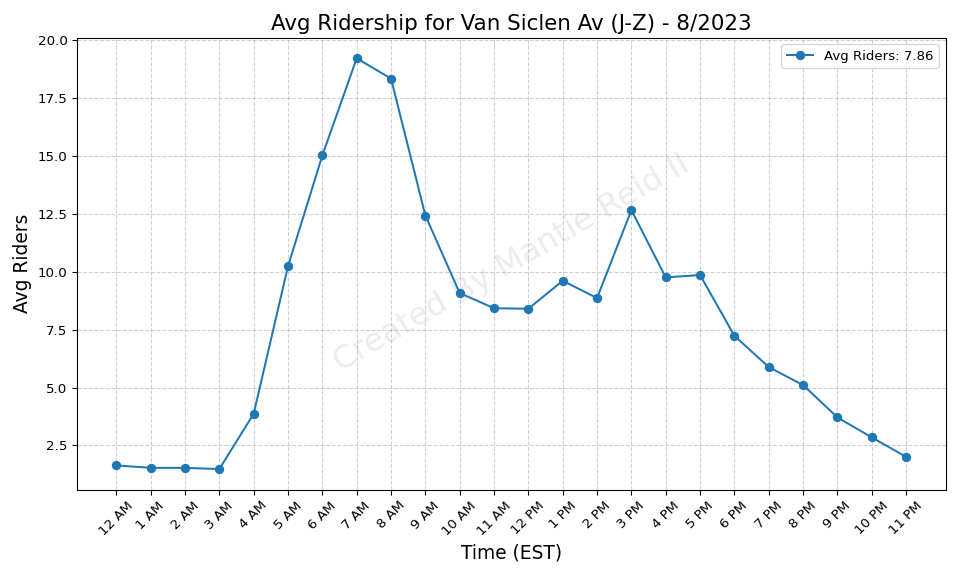 Avg Ridership for Van Siclen Av (J-Z) - 8/2023
Avg Riders: 7.86
20.0
17.5
15.0
12.5
10.0
7.5
5.0
2.5
Avg Riders
Created By Mantie Reid II
12 AM
1 AM
2 AM
3 AM
4 AM
5 AM
6 AM
7 AM
8 AM
9 AM
10 AM
11 AM
12 PM
1 PM
2 PM
3 PM
4 PM
5 PM
6 PM
7 PM
8 PM
9 PM
10 PM
11 PM
Time (EST)